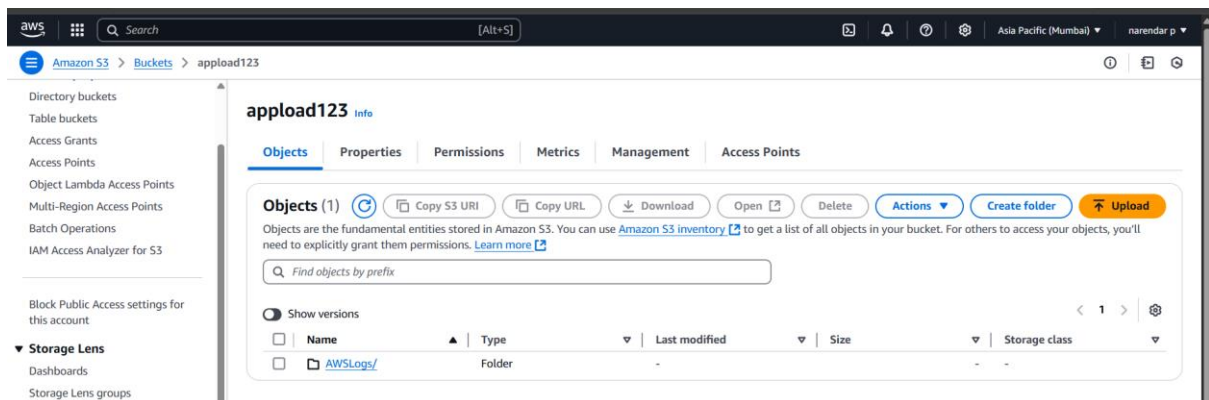 aws Search [Alt+S] Asia Pacific (Mumbai) ▼ narendar p ▼
Amazon S3 > Buckets > appload123
Directory buckets
Table buckets
Access Grants
Access Points
Object Lambda Access Points
Multi-Region Access Points
Batch Operations
IAM Access Analyzer for S3
Block Public Access settings for
this account
▼ Storage Lens
Dashboards
Storage Lens groups
appload123 Info
Objects Properties Permissions Metrics Management Access Points
Objects (1) Copy S3 URI Copy URL Download Open Delete Actions ▼ Create folder Upload
Objects are the fundamental entities stored in Amazon S3. You can use Amazon S3 inventory to get a list of all objects in your bucket. For others to access your objects, you'll
need to explicitly grant them permissions. Learn more
Find objects by prefix
Show versions < 1 >
Name ▲ Type ▼ Last modified ▼ Size ▼ Storage class ▼
AWSLogs/ Folder - - -